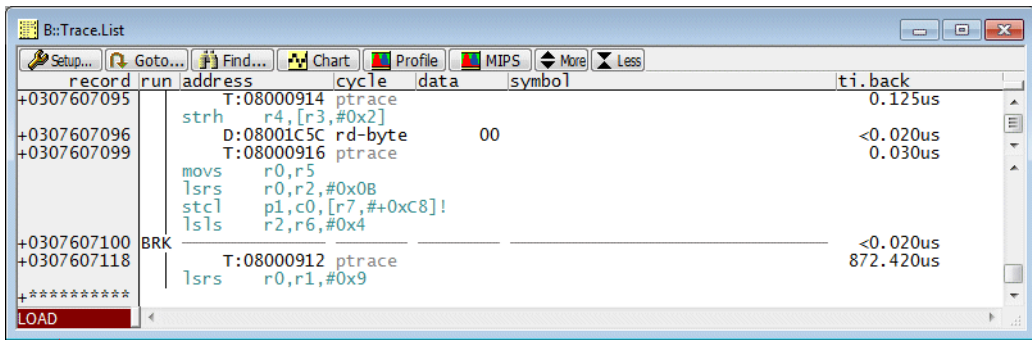 B::Trace.List
Setup... Goto... Find... Chart Profile MIPS More Less
record run address cycle data symbol ti.back
+0307607095 T:08000914 ptrace 0.125us
strh r4,[r3,#0x2]
+0307607096 D:08001C5C rd-byte 00 <0.020us
+0307607099 T:08000916 ptrace 0.030us
movs r0,r5
lsrs r0,r2,#0x0B
stcl p1,c0,[r7,#+0xC8]!
lsls r2,r6,#0x4
+0307607100 BRK <0.020us
+0307607118 T:08000912 ptrace 872.420us
lsrs r0,r1,#0x9
+**********
LOAD